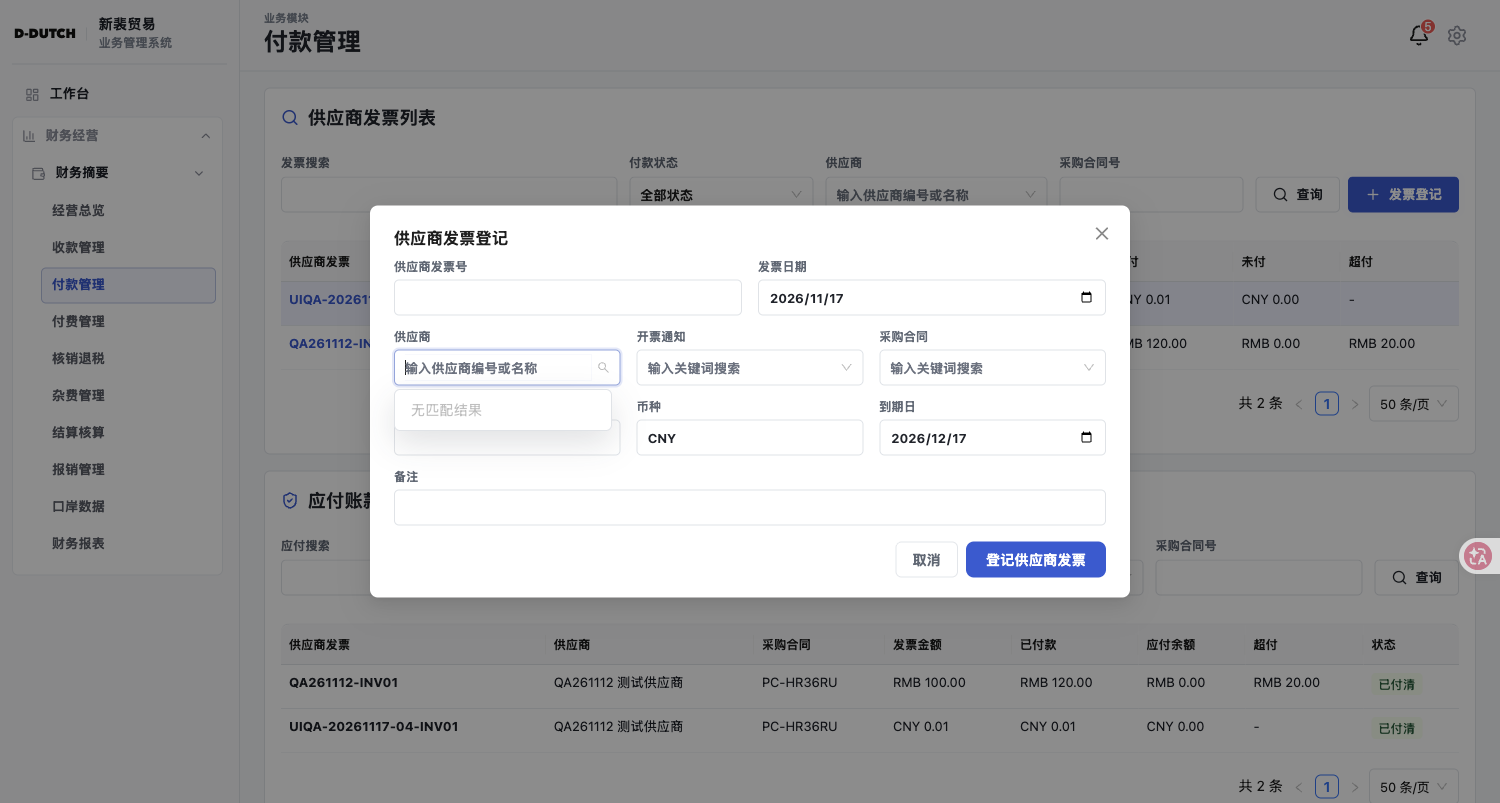 D-DUTCH
新裴贸易
业务管理系统
工作台
财务经营
财务摘要
经营总览
收款管理
付款管理
付费管理
核销退税
杂费管理
结算核算
报销管理
口岸数据
财务报表
业务模块
付款管理
5
供应商发票列表
发票搜索
付款状态
供应商
采购合同号
全部状态
输入供应商编号或名称
查询
发票登记
供应商发票
付
未付
超付
UIQA-20261
NY 0.01
CNY 0.00
-
QA261112-IN
MB 120.00
RMB 0.00
RMB 20.00
共 2 条
1
50 条/页
供应商发票登记
供应商发票号
发票日期
2026/11/17
供应商
开票通知
采购合同
输入供应商编号或名称
输入关键词搜索
输入关键词搜索
无匹配结果
币种
到期日
CNY
2026/12/17
备注
取消
登记供应商发票
应付账款
应付搜索
采购合同号
查询
供应商发票
供应商
采购合同
发票金额
已付款
应付余额
超付
状态
QA261112-INV01
QA261112 测试供应商
PC-HR36RU
RMB 100.00
RMB 120.00
RMB 0.00
RMB 20.00
已付清
UIQA-20261117-04-INV01
QA261112 测试供应商
PC-HR36RU
CNY 0.01
CNY 0.01
CNY 0.00
-
已付清
共 2 条
1
50 条/页